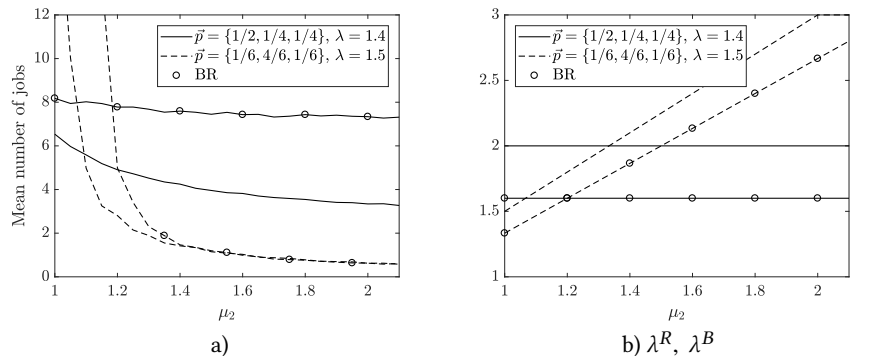 12
10
8
6
4
2
0
Mean number of jobs
p⃗ = {1/2, 1/4, 1/4}, λ = 1.4
p⃗ = {1/6, 4/6, 1/6}, λ = 1.5
BR
1 1.2 1.4 1.6 1.8 2
μ₂
a)
3
2.5
2
1.5
1
p⃗ = {1/2, 1/4, 1/4}, λ = 1.4
p⃗ = {1/6, 4/6, 1/6}, λ = 1.5
BR
1 1.2 1.4 1.6 1.8 2
μ₂
b) λᴿ, λᴮ